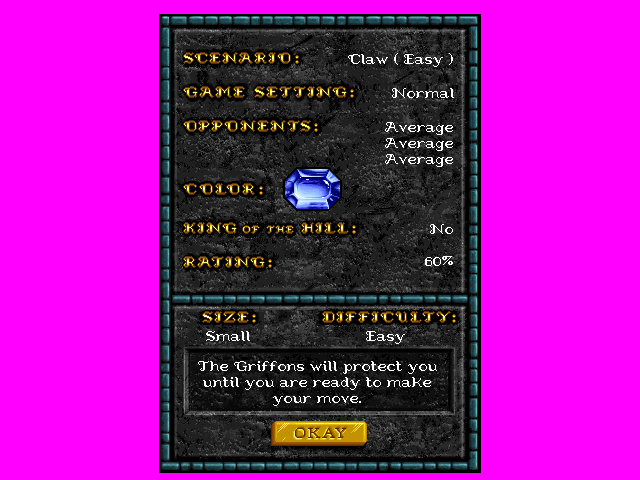 SCENARIO: Claw ( Easy )
GAME SETTING: Normal
OPPONENTS: Average
Average
Average
COLOR:
KING OF THE HILL: No
RATING: 60%
SIZE: DIFFICULTY:
Small Easy
The Griffons will protect you
until you are ready to make
your move.
OKAY